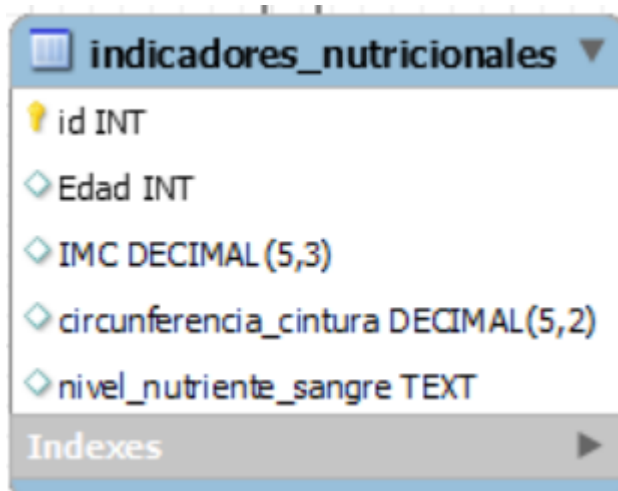 indicadores_nutricionales
id INT
Edad INT
IMC DECIMAL(5,3)
circunferencia_cintura DECIMAL(5,2)
nivel_nutriente_sangre TEXT
Indexes